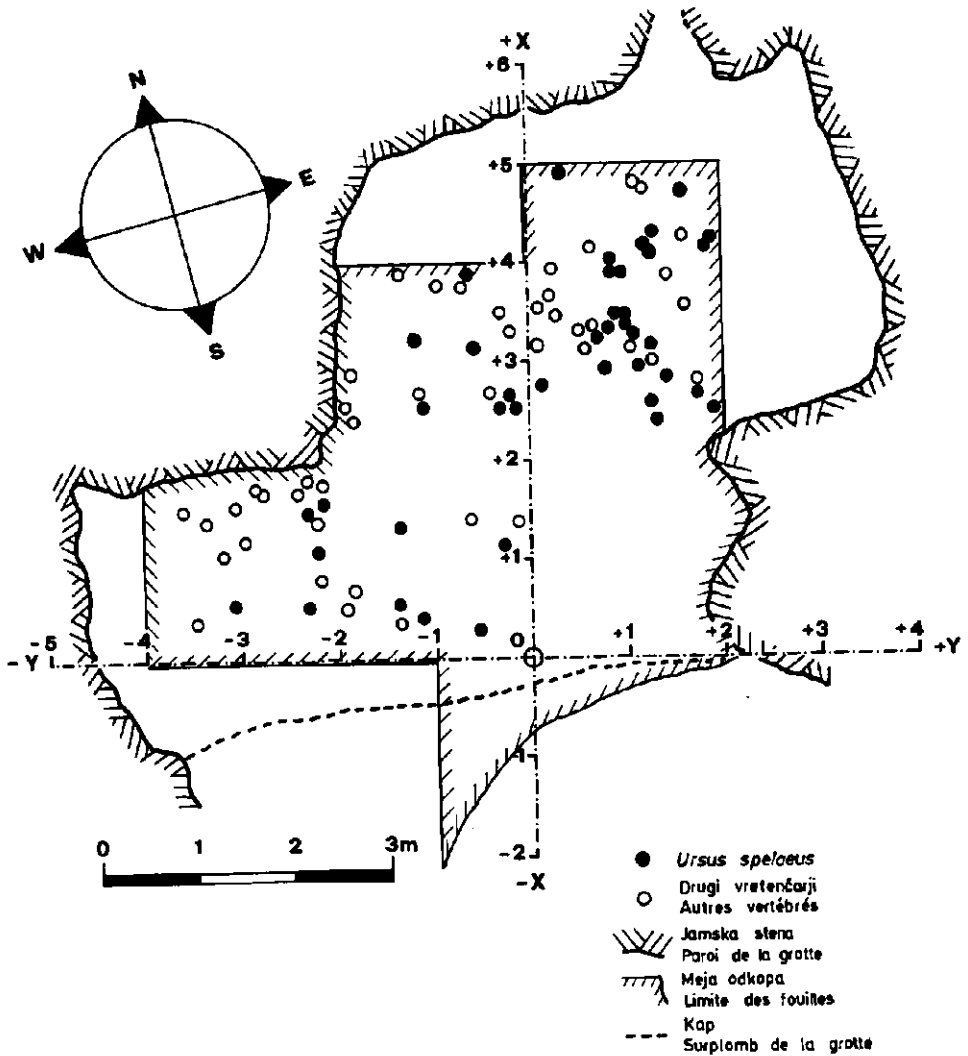 N
E
W
S
+X
+6
+5
+4
+3
+2
+1
-5 -4 -3 -2 -1 +1 +2 +3 +4
-Y +Y
-1
-2
-X
0 1 2 3m
Ursus spelaeus
Drugi vretenčarji
Autres vertébrés
Jamska stena
Paroi de la grotte
Meja odkopa
Limite des fouilles
Kap
Surplomb de la grotte